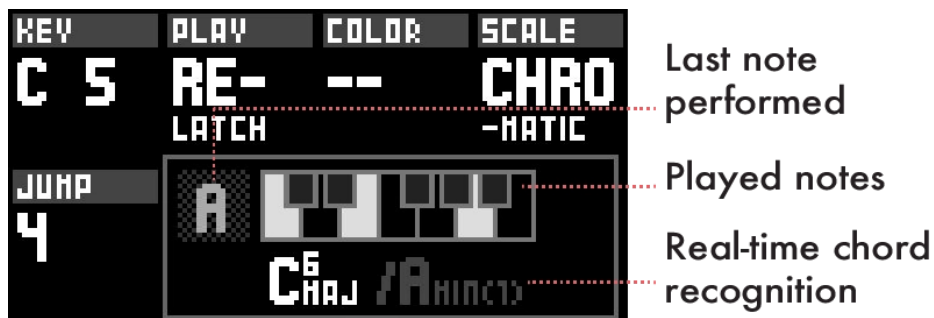 KEY PLAY COLOR SCALE
C 5 RE- -- CHRO
LATCH -MATIC
JUMP
4
A
C6MAJ /AMIN(7)
Last note
performed
Played notes
Real-time chord
recognition